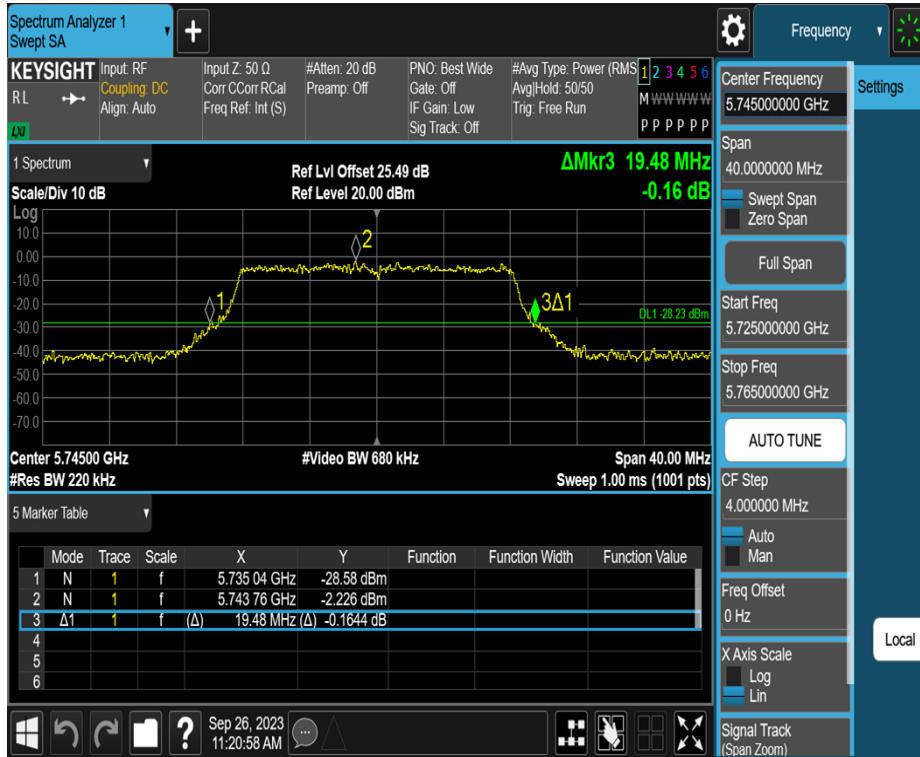 Spectrum Analyzer 1
Swept SA
+
Frequency
KEYSIGHT
RL
LXI
Input: RF
Coupling: DC
Align: Auto
Input Z: 50 Ω
Corr CCorr RCal
Freq Ref: Int (S)
#Atten: 20 dB
Preamp: Off
PNO: Best Wide
Gate: Off
IF Gain: Low
Sig Track: Off
#Avg Type: Power (RMS
Avg|Hold: 50/50
Trig: Free Run
1 2 3 4 5 6
M W W W W W
P P P P P P
1 Spectrum
Scale/Div 10 dB
Ref Lvl Offset 25.49 dB
Ref Level 20.00 dBm
ΔMkr3 19.48 MHz
-0.16 dB
Log
10.0
0.00
-10.0
-20.0
-30.0
-40.0
-50.0
-60.0
-70.0
2
1
3Δ1
DL1 -28.23 dBm
Center 5.74500 GHz
#Res BW 220 kHz
#Video BW 680 kHz
Span 40.00 MHz
Sweep 1.00 ms (1001 pts)
5 Marker Table
Mode Trace Scale X Y Function Function Width Function Value
1 N 1 f 5.735 04 GHz -28.58 dBm
2 N 1 f 5.743 76 GHz -2.226 dBm
3 Δ1 1 f (Δ) 19.48 MHz (Δ) -0.1644 dB
4
5
6
?
Sep 26, 2023
11:20:58 AM
Center Frequency
5.745000000 GHz
Span
40.0000000 MHz
Swept Span
Zero Span
Full Span
Start Freq
5.725000000 GHz
Stop Freq
5.765000000 GHz
AUTO TUNE
CF Step
4.000000 MHz
Auto
Man
Freq Offset
0 Hz
X Axis Scale
Log
Lin
Signal Track
(Span Zoom)
Settings
Local